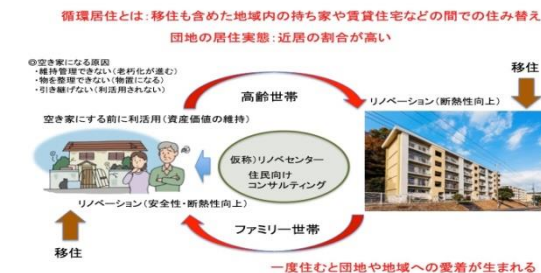 循環居住とは：移住も含めた地域内の持ち家や賃貸住宅などの間での住み替え
団地の居住実態：近居の割合が高い
◎空き家になる原因
・維持管理できない（老朽化が進む）
・物を整理できない（物置になる）
・引き継げない（利活用されない）
移住
高齢世帯
リノベーション（断熱性向上）
空き家にする前に利活用（資産価値の維持）
仮称）リノベセンター
住民向け
コンサルティング
リノベーション（安全性・断熱性向上）
ファミリー世帯
移住
一度住むと団地や地域への愛着が生まれる